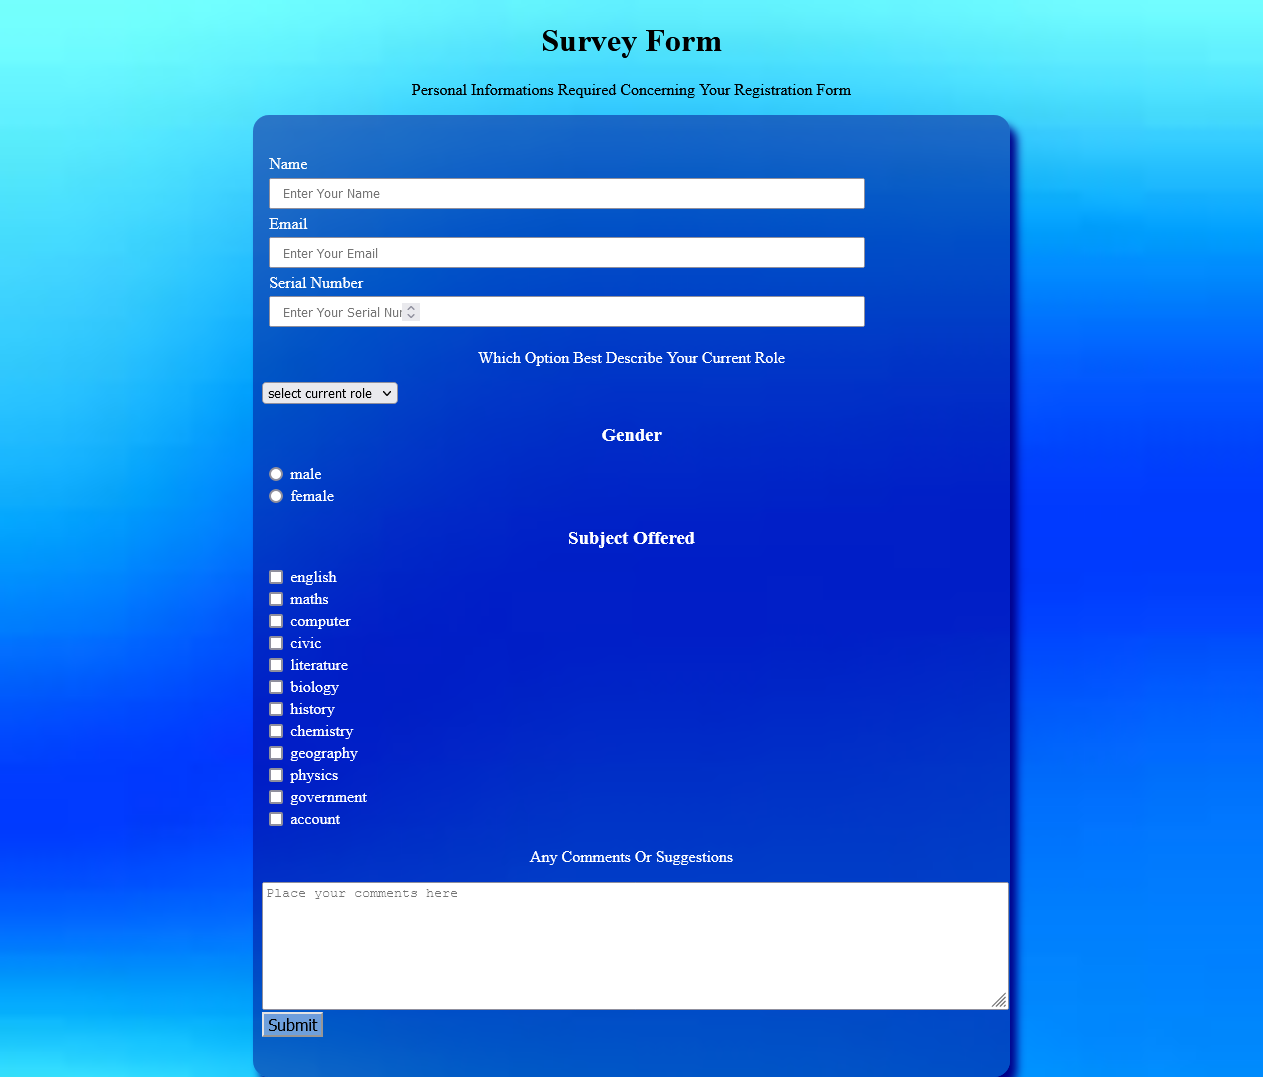 Survey Form
Personal Informations Required Concerning Your Registration Form
Name
Enter Your Name
Email
Enter Your Email
Serial Number
Enter Your Serial Nur
Which Option Best Describe Your Current Role
select current role
Gender
male
female
Subject Offered
english
maths
computer
civic
literature
biology
history
chemistry
geography
physics
government
account
Any Comments Or Suggestions
Place your comments here
Submit